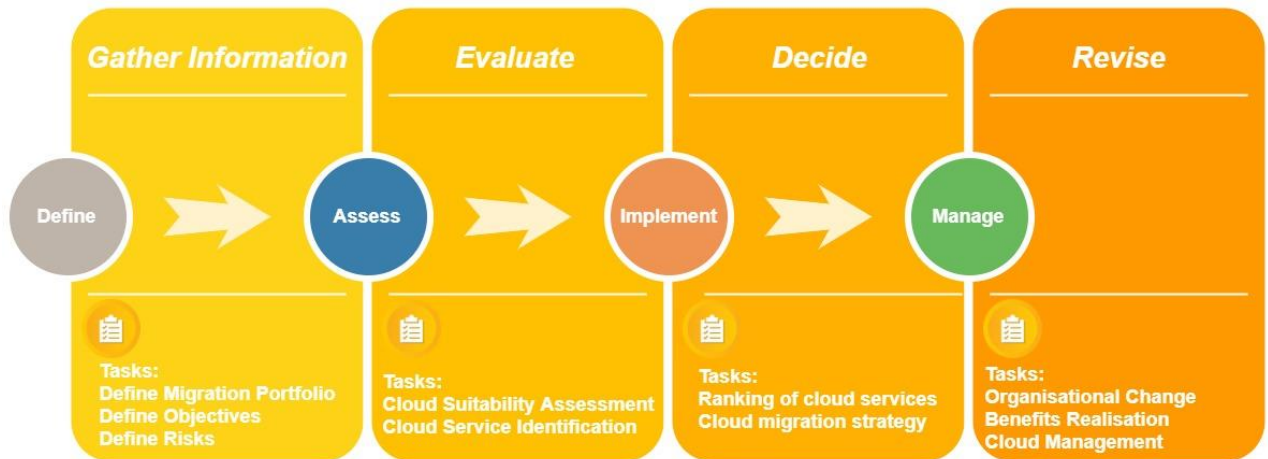 Gather Information
Evaluate
Decide
Revise
Define
Assess
Implement
Manage
Tasks:
Define Migration Portfolio
Define Objectives
Define Risks
Tasks:
Cloud Suitability Assessment
Cloud Service Identification
Tasks:
Ranking of cloud services
Cloud migration strategy
Tasks:
Organisational Change
Benefits Realisation
Cloud Management